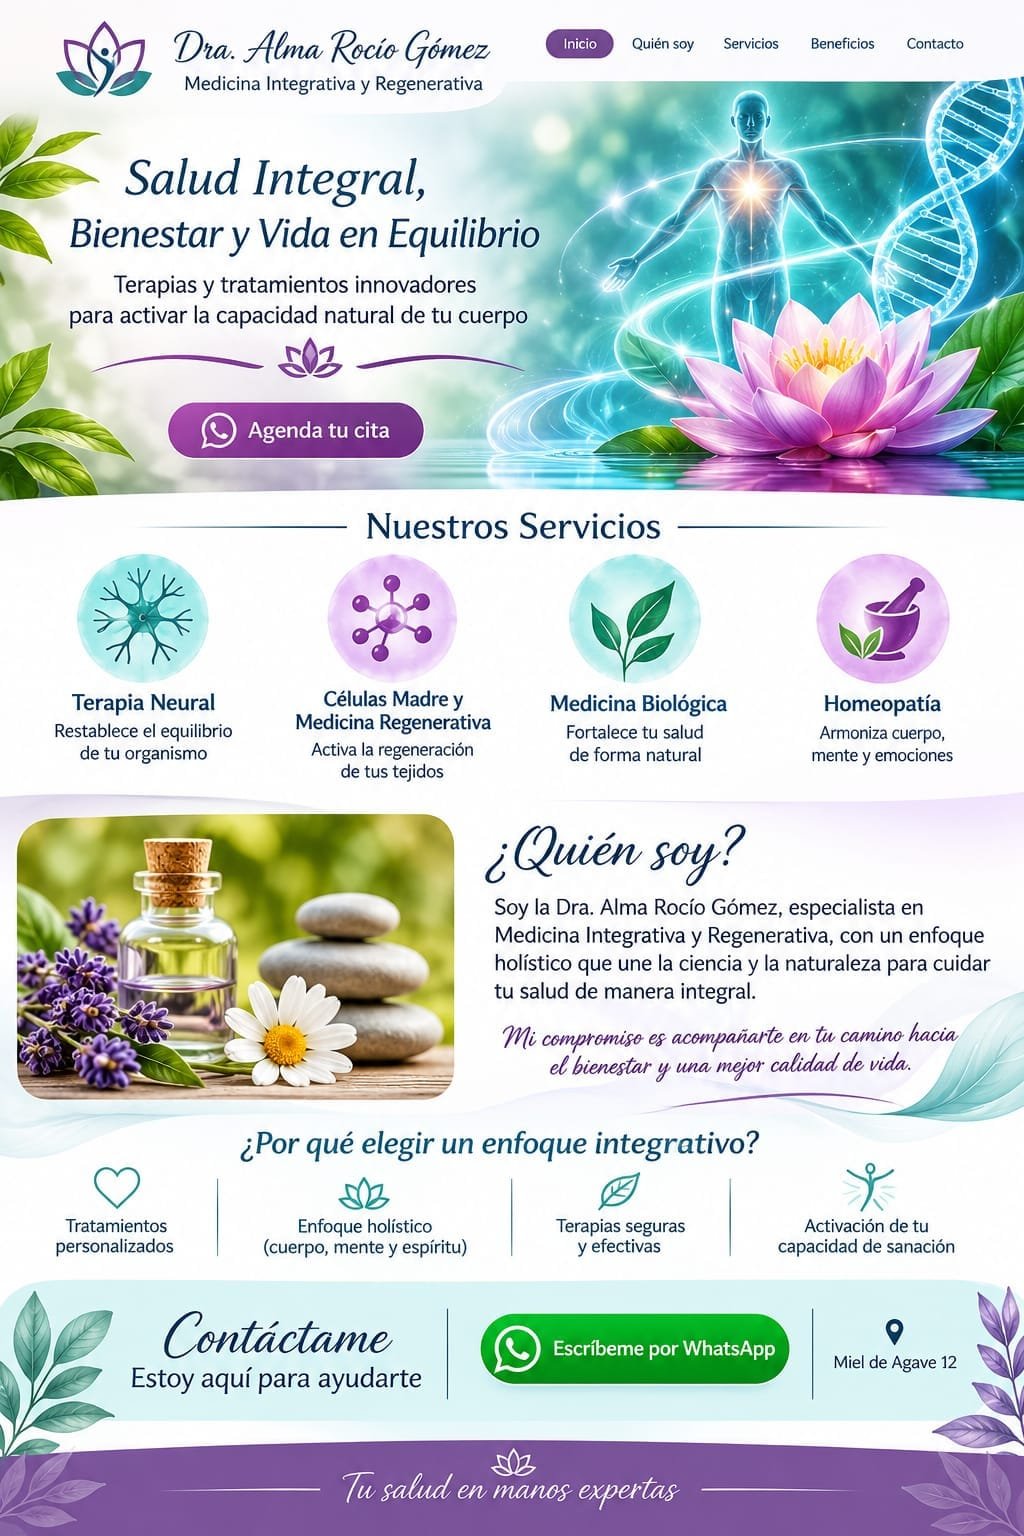 Dra. Alma Rocío Gómez
Medicina Integrativa y Regenerativa
Inicio
Quién soy
Servicios
Beneficios
Contacto
Salud Integral,
Bienestar y Vida en Equilibrio
Terapias y tratamientos innovadores
para activar la capacidad natural de tu cuerpo
Agenda tu cita
Nuestros Servicios
Terapia Neural
Restablece el equilibrio
de tu organismo
Células Madre y
Medicina Regenerativa
Activa la regeneración
de tus tejidos
Medicina Biológica
Fortalece tu salud
de forma natural
Homeopatía
Armoniza cuerpo,
mente y emociones
¿Quién soy?
Soy la Dra. Alma Rocío Gómez, especialista en
Medicina Integrativa y Regenerativa, con un enfoque
holístico que une la ciencia y la naturaleza para cuidar
tu salud de manera integral.
Mi compromiso es acompañarte en tu camino hacia
el bienestar y una mejor calidad de vida.
¿Por qué elegir un enfoque integrativo?
Tratamientos
personalizados
Enfoque holístico
(cuerpo, mente y espíritu)
Terapias seguras
y efectivas
Activación de tu
capacidad de sanación
Contáctame
Estoy aquí para ayudarte
Escríbeme por WhatsApp
Miel de Agave 12
Tu salud en manos expertas